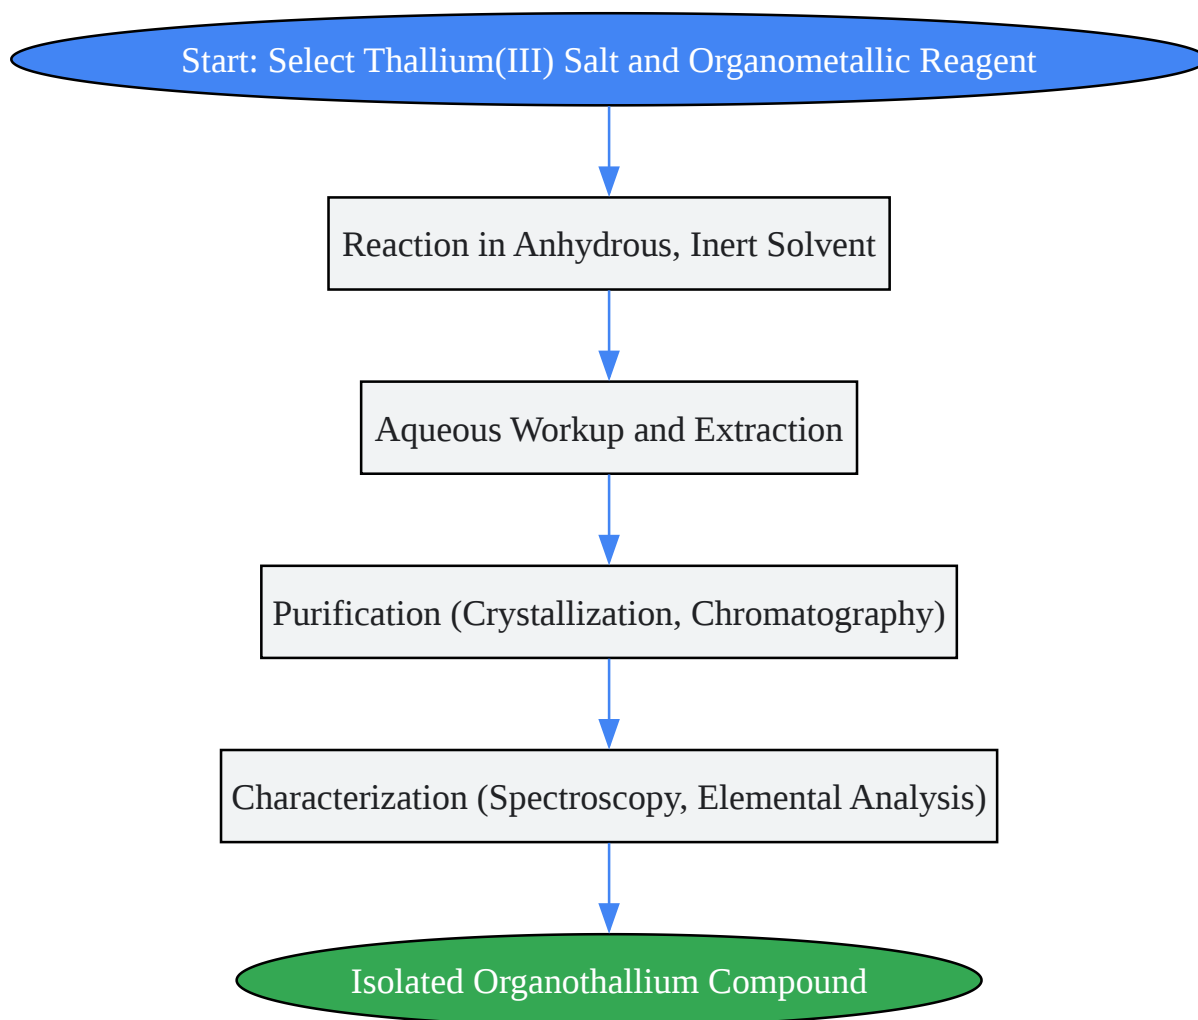 Start: Select Thallium(III) Salt and Organometallic Reagent
Reaction in Anhydrous, Inert Solvent
Aqueous Workup and Extraction
Purification (Crystallization, Chromatography)
Characterization (Spectroscopy, Elemental Analysis)
Isolated Organothallium Compound